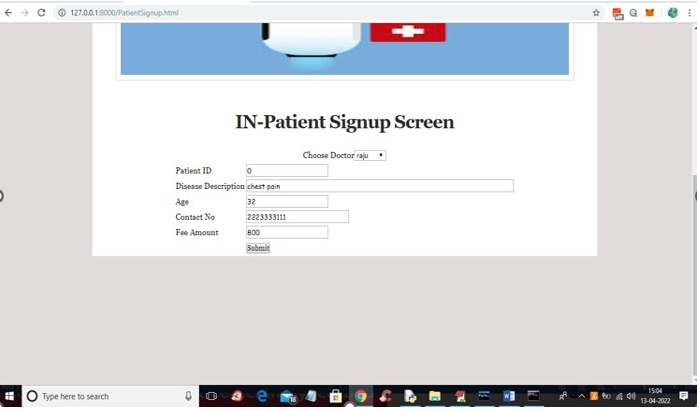 127.0.0.1:8000/PatientSignup.html
IN-Patient Signup Screen
Choose Doctor raju
Patient ID 0
Disease Description chest pain
Age 32
Contact No 2223333111
Fee Amount 800
Submit
Type here to search
15:04
13-04-2022